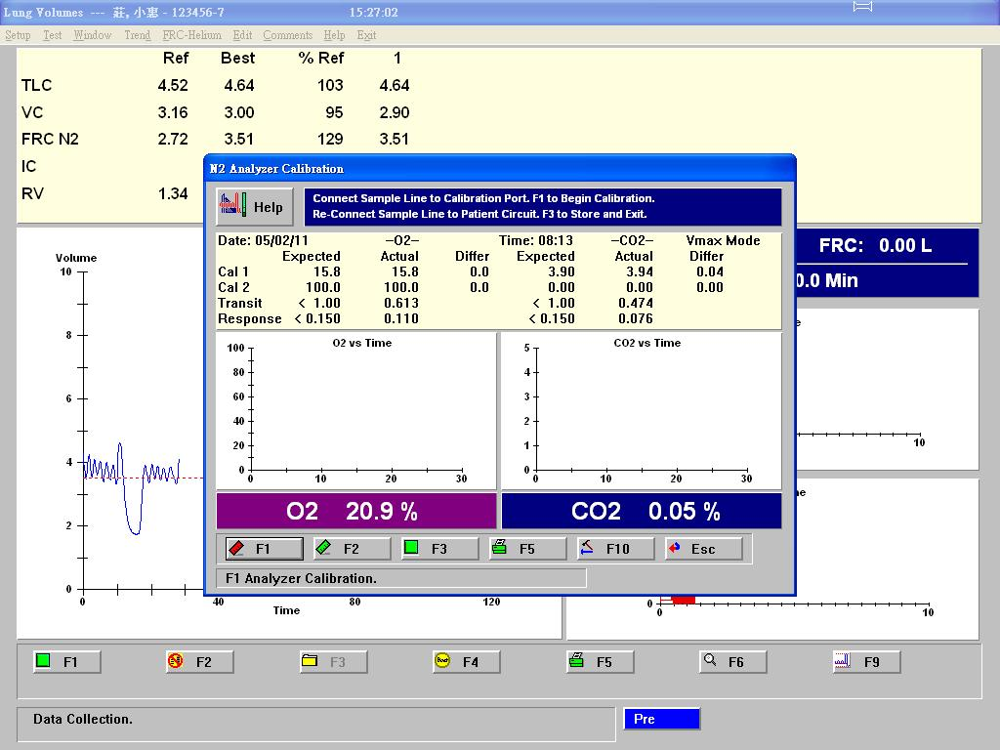 Lung Volumes --- 莊, 小惠 - 123456-7 15:27:02
Setup Test Window Trend FRC-Helium Edit Comments Help Exit
Ref Best % Ref 1
TLC 4.52 4.64 103 4.64
VC 3.16 3.00 95 2.90
FRC N2 2.72 3.51 129 3.51
IC
RV 1.34
N2 Analyzer Calibration
Help
Connect Sample Line to Calibration Port. F1 to Begin Calibration.
Re-Connect Sample Line to Patient Circuit. F3 to Store and Exit.
Date: 05/02/11 --O2-- Time: 08:13 --CO2-- Vmax Mode
Expected Actual Differ Expected Actual Differ
Cal 1 15.8 15.8 0.0 3.90 3.94 0.04
Cal 2 100.0 100.0 0.0 0.00 0.00 0.00
Transit < 1.00 0.613 < 1.00 0.474
Response < 0.150 0.110 < 0.150 0.076
O2 vs Time
100
80
60
40
20
0
0 10 20 30
CO2 vs Time
5
4
3
2
1
0
0 10 20 30
O2 20.9 %
CO2 0.05 %
F1 F2 F3 F5 F10 Esc
F1 Analyzer Calibration.
Volume
10
8
6
4
2
0
0 40 80 120
Time
FRC: 0.00 L
0.0 Min
10
0
0 10
F1 F2 F3 F4 F5 F6 F9
Data Collection.
Pre